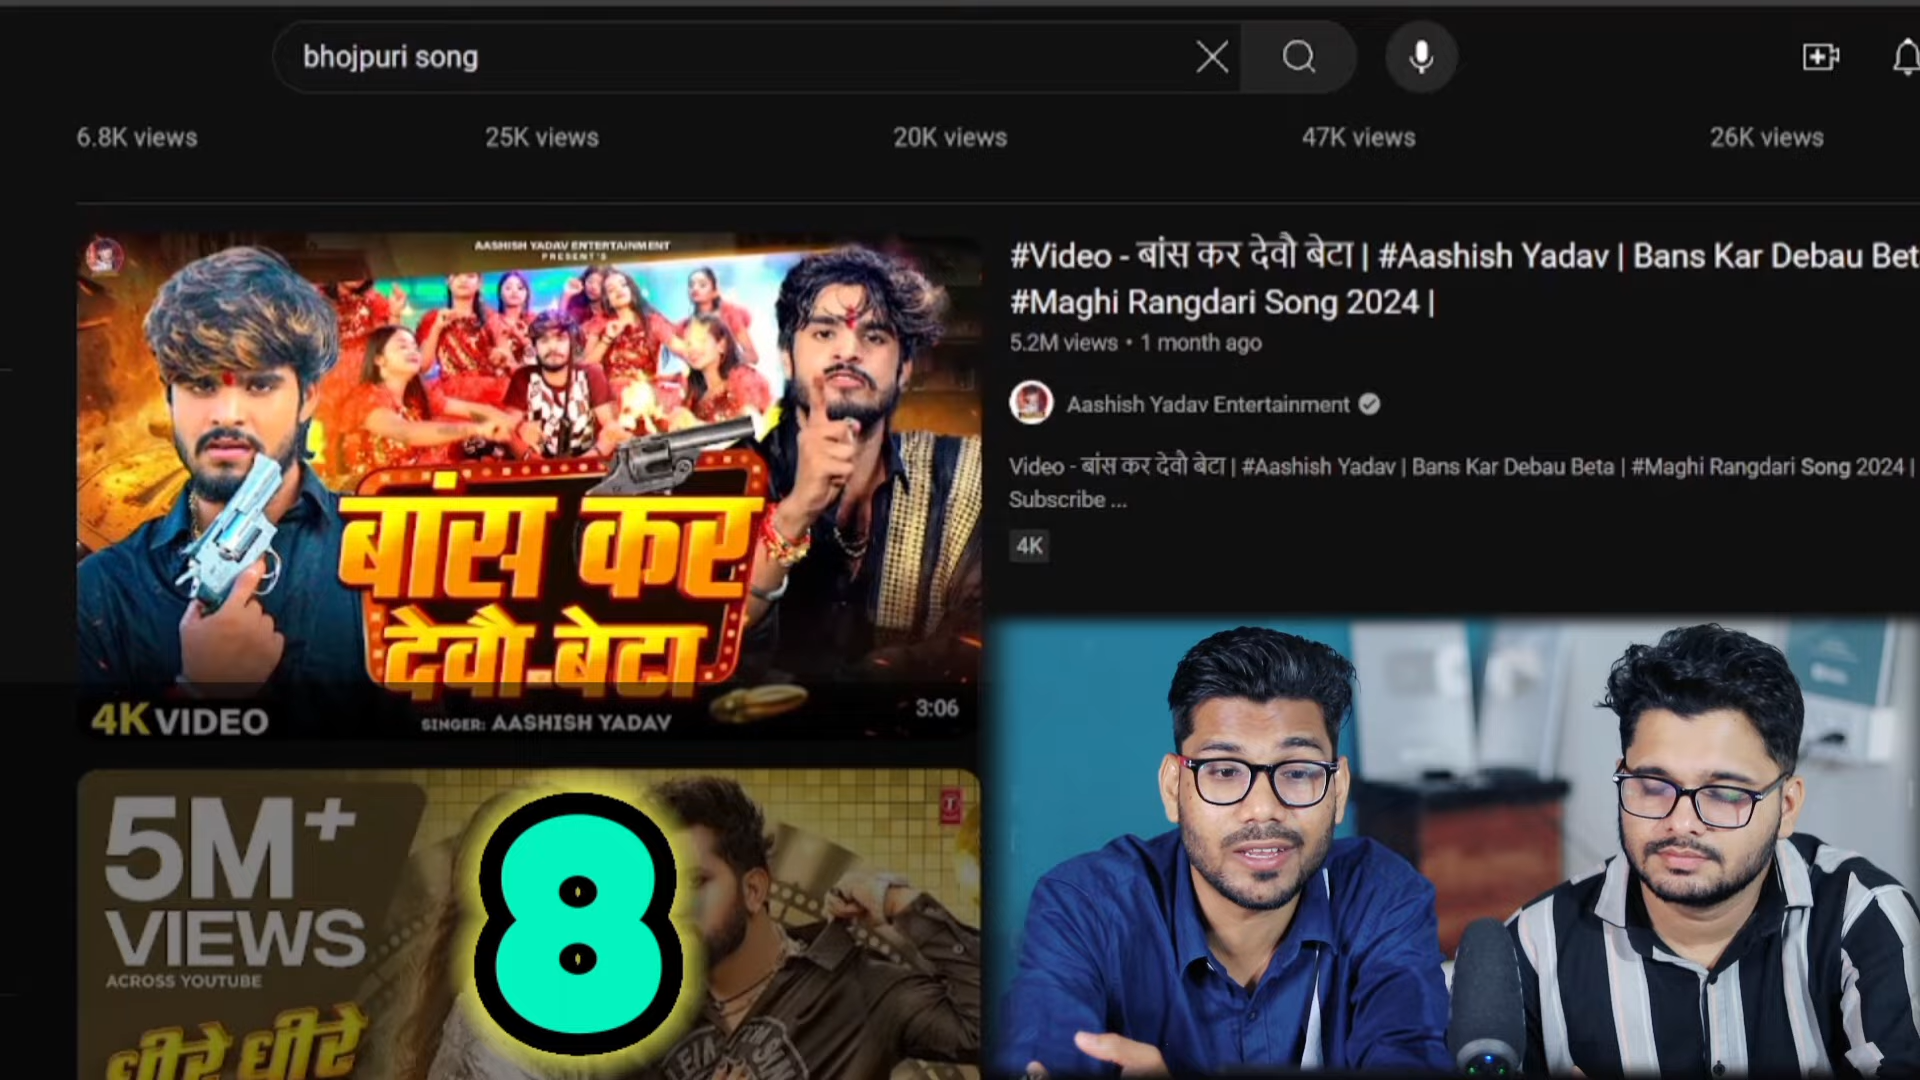 bhojpuri song
6.8K views
25K views
20K views
47K views
26K views
AASHISH YADAV ENTERTAINMENT
PRESENT'S
बांस कर
देवौ बेटा
4K VIDEO
SINGER: AASHISH YADAV
3:06
#Video - बांस कर देवौ बेटा | #Aashish Yadav | Bans Kar Debau Bet
#Maghi Rangdari Song 2024 |
5.2M views • 1 month ago
Aashish Yadav Entertainment
Video - बांस कर देवौ बेटा | #Aashish Yadav | Bans Kar Debau Beta | #Maghi Rangdari Song 2024 |
Subscribe ...
4K
5M+
VIEWS
ACROSS YOUTUBE
धीरे धीरे
8